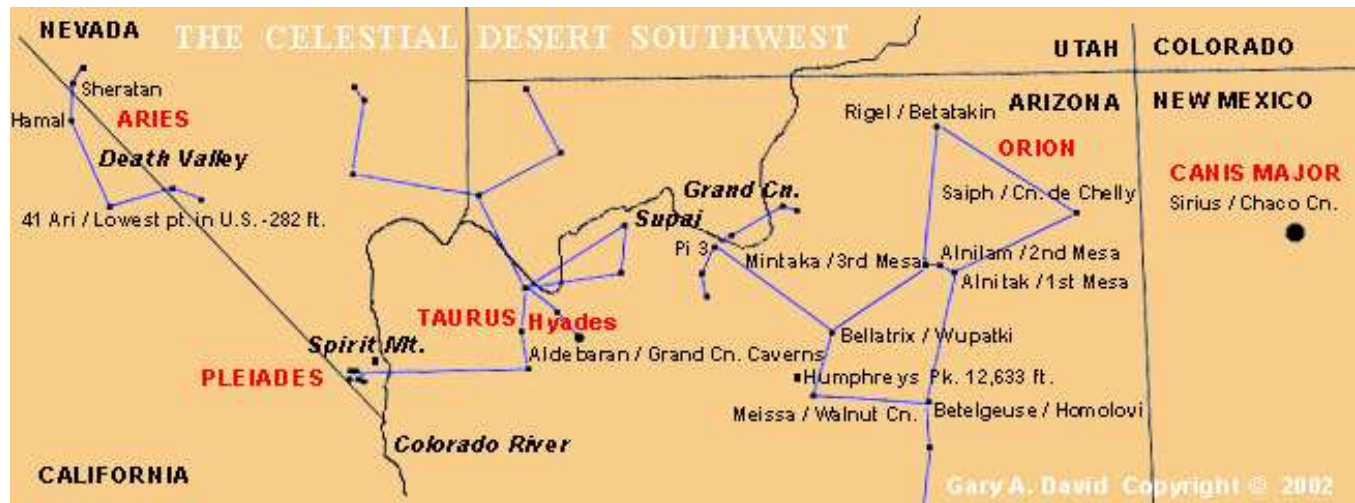 NEVADA
THE CELESTIAL DESERT SOUTHWEST
UTAH
COLORADO
Sheratan
Hamal
ARIES
Death Valley
41 Ari / Lowest pt. in U.S. -282 ft.
ARIZONA
NEW MEXICO
Rigel / Betatakin
ORION
Grand Cn.
Supai
Saiph / Cn. de Chelly
CANIS MAJOR
Sirius / Chaco Cn.
Pi 3
Mintaka / 3rd Mesa
Alnilam / 2nd Mesa
Alnitak / 1st Mesa
TAURUS
Hyades
Spirit Mt.
Bellatrix / Wupatki
Aldebaran / Grand Cn. Caverns
PLEIADES
Humphreys Pk. 12,633 ft.
Meissa / Walnut Cn.
Betelgeuse / Homolovi
Colorado River
CALIFORNIA
Gary A. David Copyright © 2002